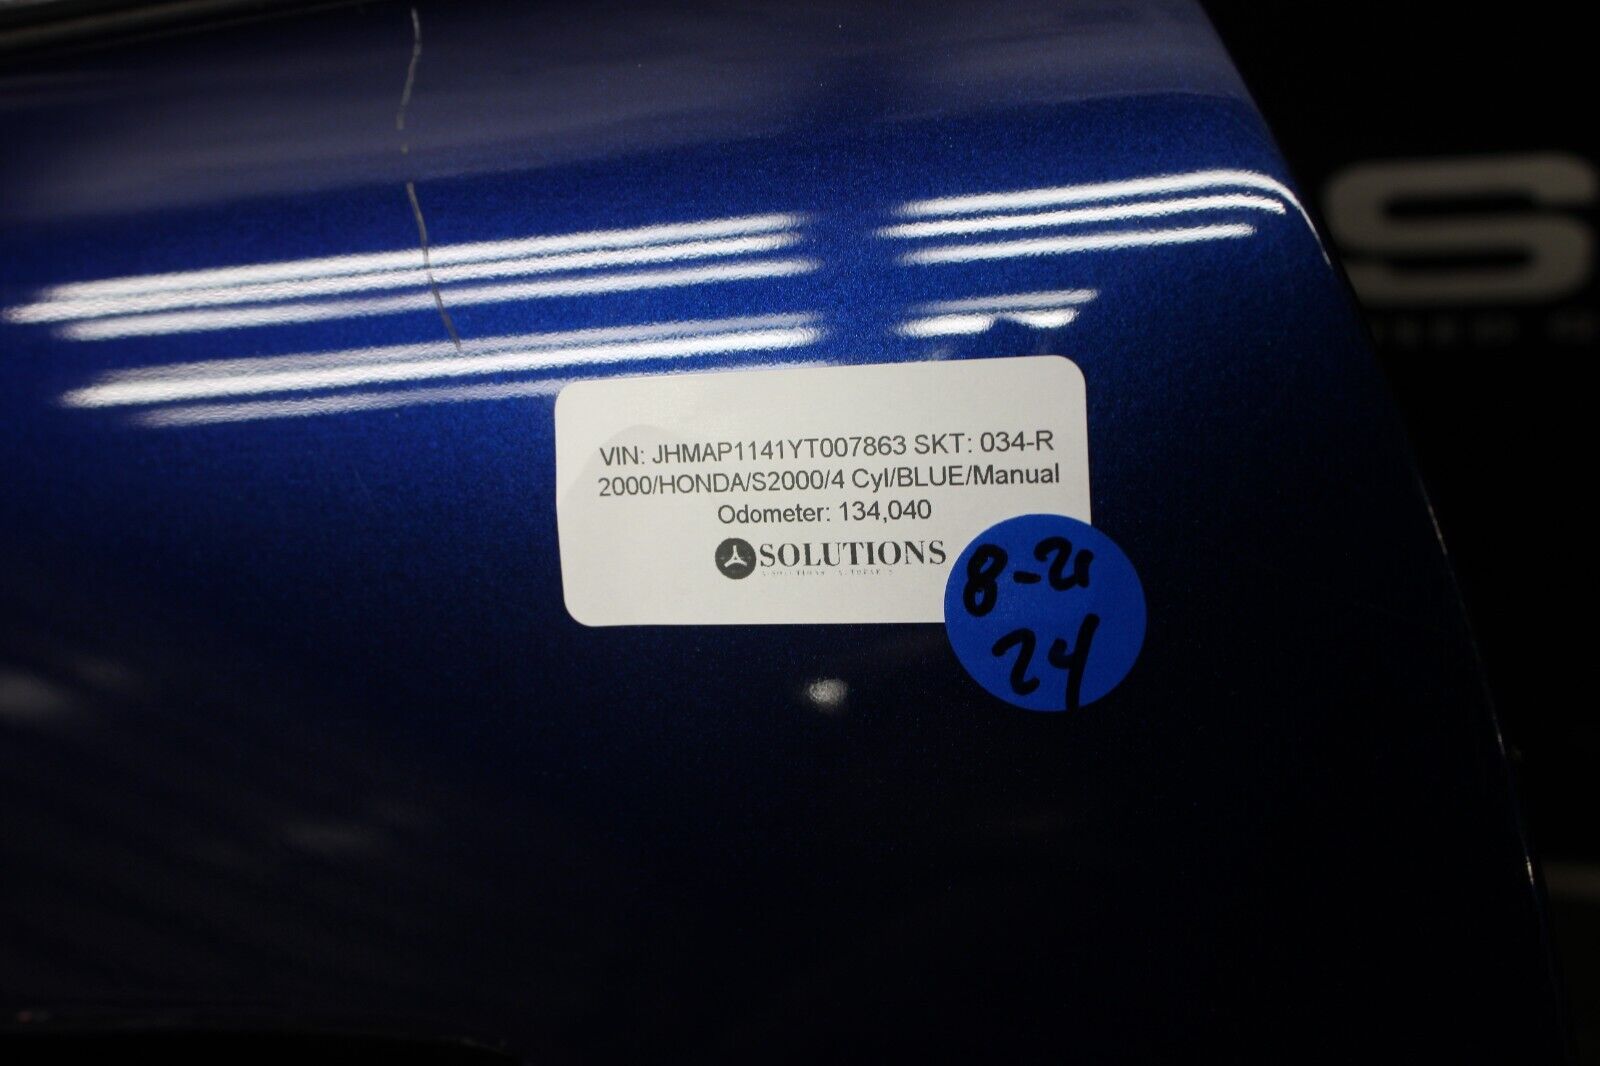 VIN: JHMAP1141YT007863 SKT: 034-R
2000/HONDA/S2000/4 Cyl/BLUE/Manual
Odometer: 134,040
SOLUTIONS
8-21
24
S